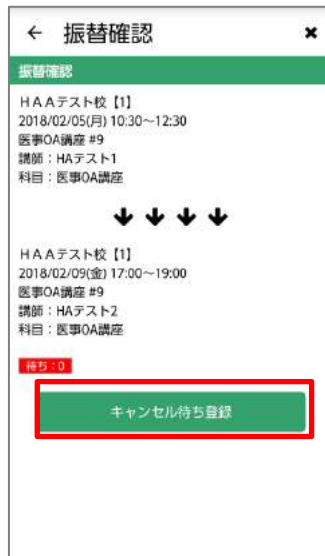 ← 振替確認 ✖
振替確認
HAAテスト校【1】
2018/02/05(月) 10:30～12:30
医事OA講座 #9
講師：HAテスト1
科目：医事OA講座
HAAテスト校【1】
2018/02/09(金) 17:00～19:00
医事OA講座 #9
講師：HAテスト2
科目：医事OA講座
待ち：0
キャンセル待ち登録